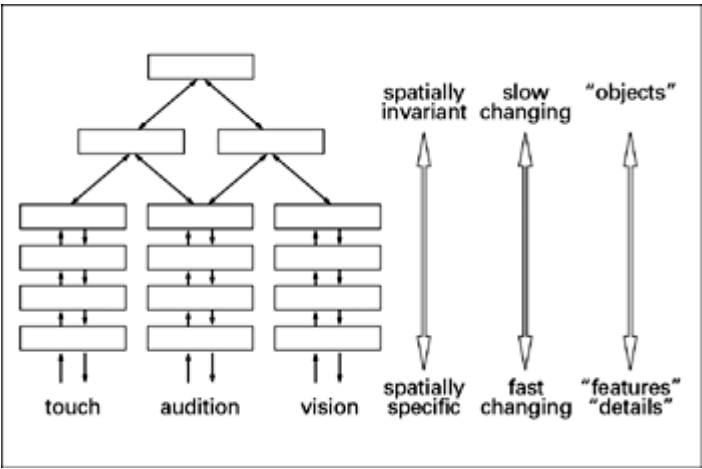 spatially slow "objects"
invariant changing
touch audition vision spatially fast "features"
specific changing "details"